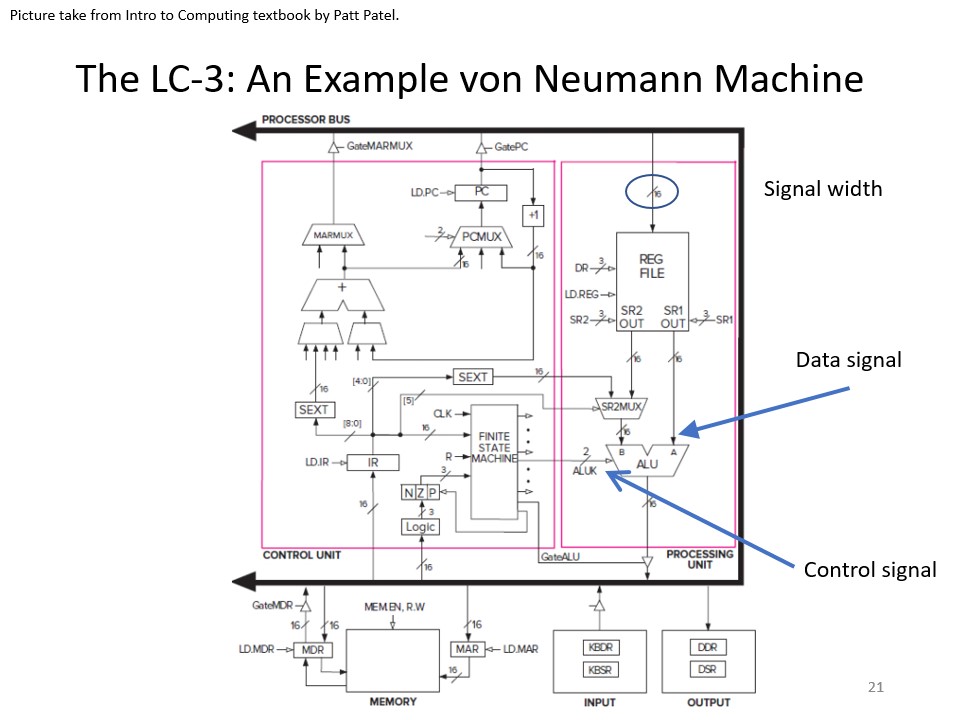 Picture take from Intro to Computing textbook by Patt Patel.
The LC-3: An Example von Neumann Machine
PROCESSOR BUS
GateMARMUX
GatePC
Signal width
LD.PC
PC
16
+1
MARMUX
2
PCMUX
16
16
REG
FILE
DR
3
LD.REG
+
SR2
3
SR2
OUT
SR1
OUT
3
SR1
16
16
Data signal
[4:0]
SEXT
16
16
[5]
SEXT
SR2MUX
CLK
16
[8:0]
16
FINITE
STATE
MACHINE
B
A
ALU
LD.IR
IR
R
2
ALUK
3
N Z P
16
3
16
Logic
CONTROL UNIT
16
GateALU
PROCESSING
UNIT
Control signal
GateMDR
MEM.EN, R.W
16
16
16
LD.MDR
MDR
MAR
LD.MAR
16
KBDR
KBSR
DDR
DSR
MEMORY
INPUT
OUTPUT
21